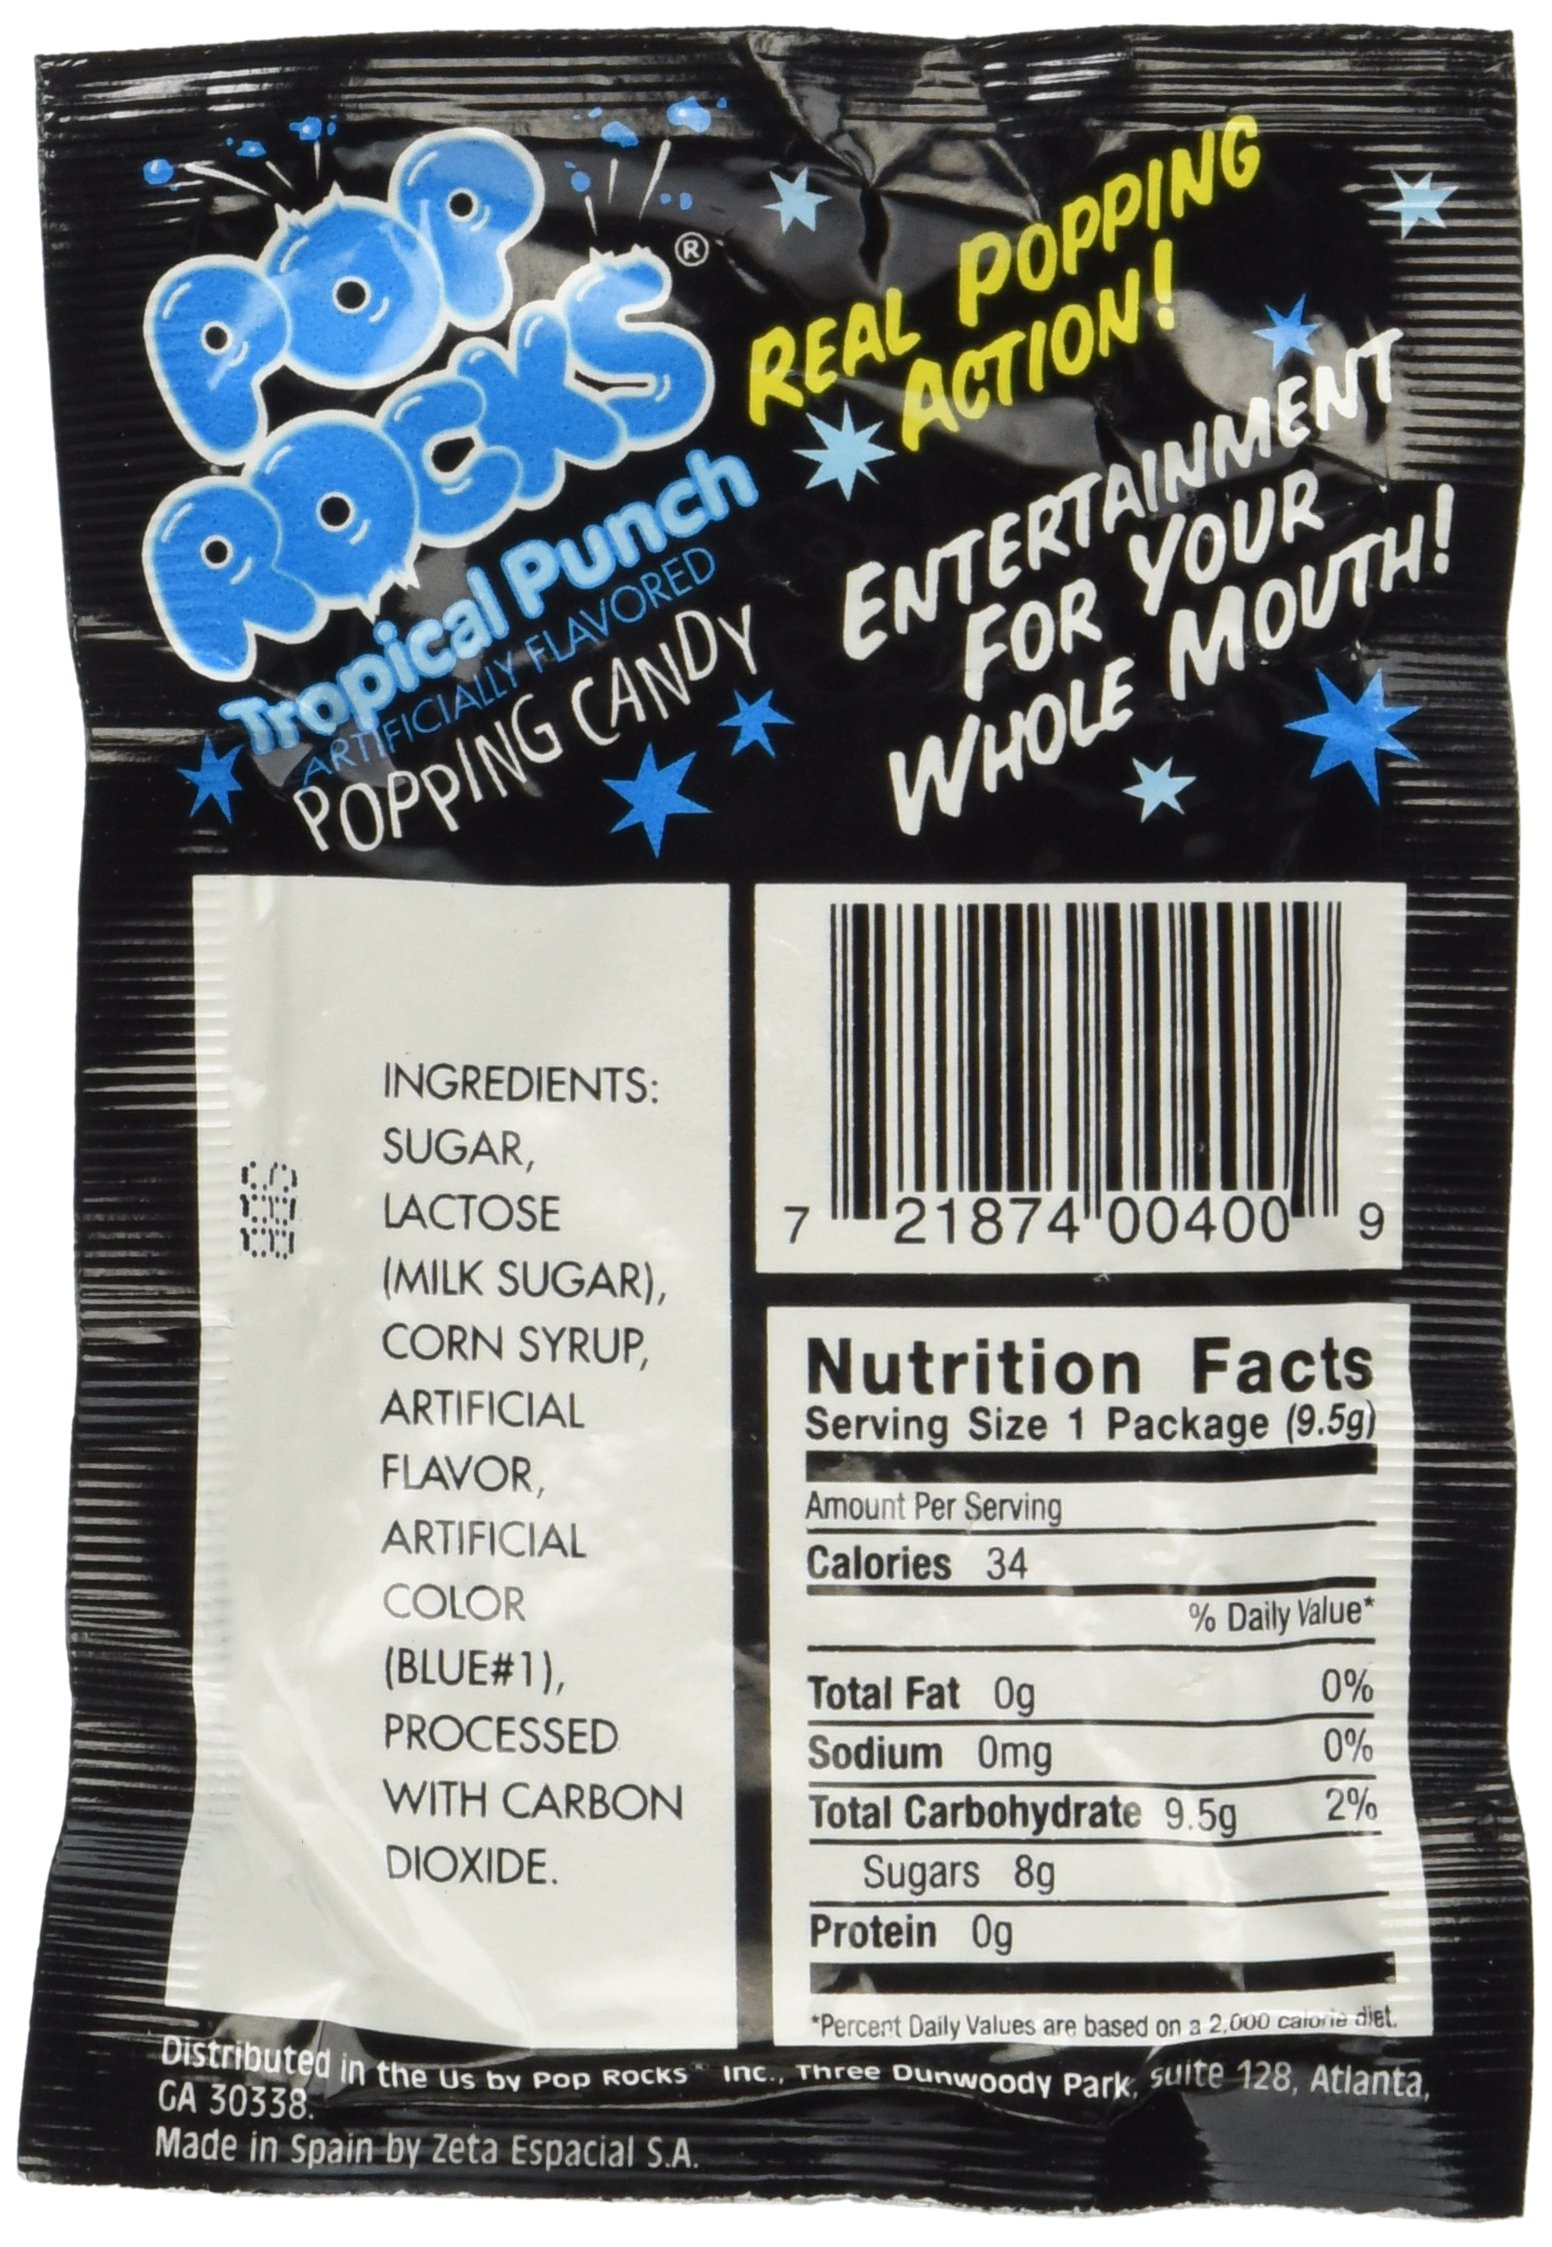 POP
ROCKS®
Tropical Punch
ARTIFICIALLY FLAVORED
POPPING CANDY
REAL POPPING
ACTION!
ENTERTAINMENT
FOR YOUR
WHOLE MOUTH!
INGREDIENTS:
SUGAR,
LACTOSE
(MILK SUGAR),
CORN SYRUP,
ARTIFICIAL
FLAVOR,
ARTIFICIAL
COLOR
(BLUE#1),
PROCESSED
WITH CARBON
DIOXIDE.
7 21874 00400 9
Nutrition Facts
Serving Size 1 Package (9.5g)
Amount Per Serving
Calories 34
% Daily Value*
Total Fat 0g 0%
Sodium 0mg 0%
Total Carbohydrate 9.5g 2%
Sugars 8g
Protein 0g
*Percent Daily Values are based on a 2,000 calorie diet.
Distributed in the US by Pop Rocks® Inc., Three Dunwoody Park, suite 128, Atlanta,
GA 30338.
Made in Spain by Zeta Espacial S.A.